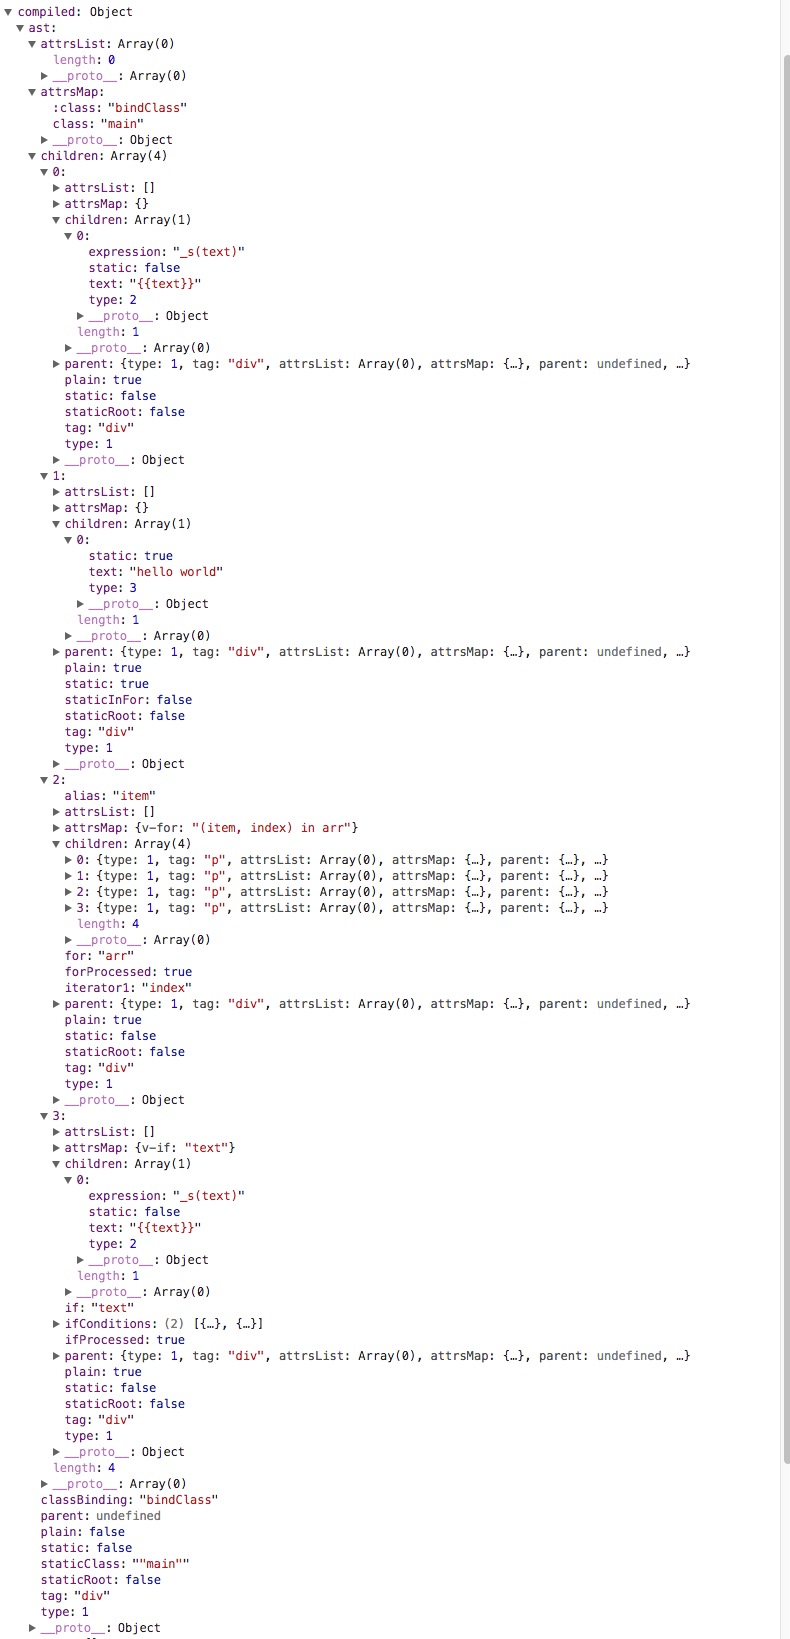 ▼ compiled: Object
▼ ast:
▼ attrsList: Array(0)
length: 0
▶ __proto__: Array(0)
▼ attrsMap:
:class: "bindClass"
class: "main"
▶ __proto__: Object
▼ children: Array(4)
▼ 0:
▶ attrsList: []
▶ attrsMap: {}
▼ children: Array(1)
▼ 0:
expression: "_s(text)"
static: false
text: "{{text}}"
type: 2
▶ __proto__: Object
length: 1
▶ __proto__: Array(0)
▶ parent: {type: 1, tag: "div", attrsList: Array(0), attrsMap: {…}, parent: undefined, …}
plain: true
static: false
staticRoot: false
tag: "div"
type: 1
▶ __proto__: Object
▼ 1:
▶ attrsList: []
▶ attrsMap: {}
▼ children: Array(1)
▼ 0:
static: true
text: "hello world"
type: 3
▶ __proto__: Object
length: 1
▶ __proto__: Array(0)
▶ parent: {type: 1, tag: "div", attrsList: Array(0), attrsMap: {…}, parent: undefined, …}
plain: true
static: true
staticInFor: false
staticRoot: false
tag: "div"
type: 1
▶ __proto__: Object
▼ 2:
alias: "item"
▶ attrsList: []
▶ attrsMap: {v-for: "(item, index) in arr"}
▼ children: Array(4)
▶ 0: {type: 1, tag: "p", attrsList: Array(0), attrsMap: {…}, parent: {…}, …}
▶ 1: {type: 1, tag: "p", attrsList: Array(0), attrsMap: {…}, parent: {…}, …}
▶ 2: {type: 1, tag: "p", attrsList: Array(0), attrsMap: {…}, parent: {…}, …}
▶ 3: {type: 1, tag: "p", attrsList: Array(0), attrsMap: {…}, parent: {…}, …}
length: 4
▶ __proto__: Array(0)
for: "arr"
forProcessed: true
iterator1: "index"
▶ parent: {type: 1, tag: "div", attrsList: Array(0), attrsMap: {…}, parent: undefined, …}
plain: true
static: false
staticRoot: false
tag: "div"
type: 1
▶ __proto__: Object
▼ 3:
▶ attrsList: []
▶ attrsMap: {v-if: "text"}
▼ children: Array(1)
▼ 0:
expression: "_s(text)"
static: false
text: "{{text}}"
type: 2
▶ __proto__: Object
length: 1
▶ __proto__: Array(0)
if: "text"
▶ ifConditions: (2) [{…}, {…}]
ifProcessed: true
▶ parent: {type: 1, tag: "div", attrsList: Array(0), attrsMap: {…}, parent: undefined, …}
plain: true
static: false
staticRoot: false
tag: "div"
type: 1
▶ __proto__: Object
length: 4
▶ __proto__: Array(0)
classBinding: "bindClass"
parent: undefined
plain: false
static: false
staticClass: ""main""
staticRoot: false
tag: "div"
type: 1
▶ __proto__: Object